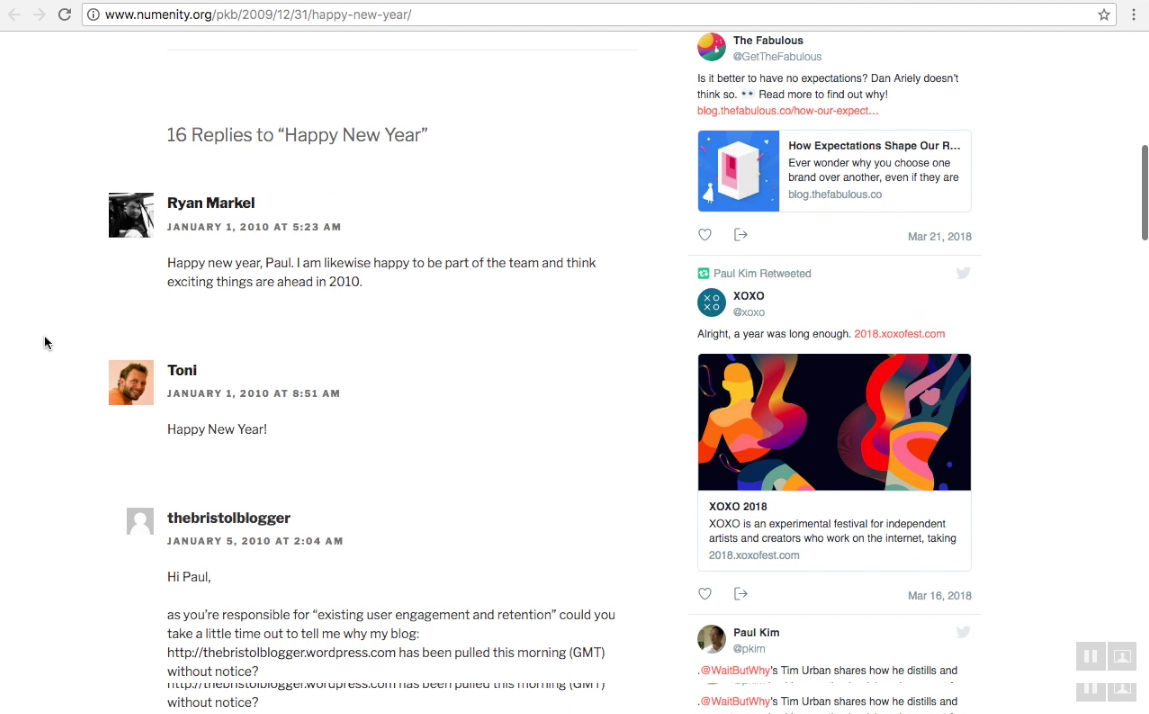 www.numenity.org/pkb/2009/12/31/happy-new-year/
16 Replies to “Happy New Year”
Ryan Markel
JANUARY 1, 2010 AT 5:23 AM
Happy new year, Paul. I am likewise happy to be part of the team and think
exciting things are ahead in 2010.
Toni
JANUARY 1, 2010 AT 8:51 AM
Happy New Year!
thebristolblogger
JANUARY 5, 2010 AT 2:04 AM
Hi Paul,
as you’re responsible for “existing user engagement and retention” could you
take a little time out to tell me why my blog:
http://thebristolblogger.wordpress.com has been pulled this morning (GMT)
without notice?
http://thebristolblogger.wordpress.com has been pulled this morning (GMT)
without notice?
The Fabulous
@GetTheFabulous
Is it better to have no expectations? Dan Ariely doesn't
think so. 👀 Read more to find out why!
blog.thefabulous.co/how-our-expect…
How Expectations Shape Our R...
Ever wonder why you choose one
brand over another, even if they are
blog.thefabulous.co
Mar 21, 2018
Paul Kim Retweeted
XOXO
@xoxo
Alright, a year was long enough. 2018.xoxofest.com
XOXO 2018
XOXO is an experimental festival for independent
artists and creators who work on the internet, taking
2018.xoxofest.com
Mar 16, 2018
Paul Kim
@pkim
.@WaitButWhy's Tim Urban shares how he distills and
.@WaitButWhy's Tim Urban shares how he distills and